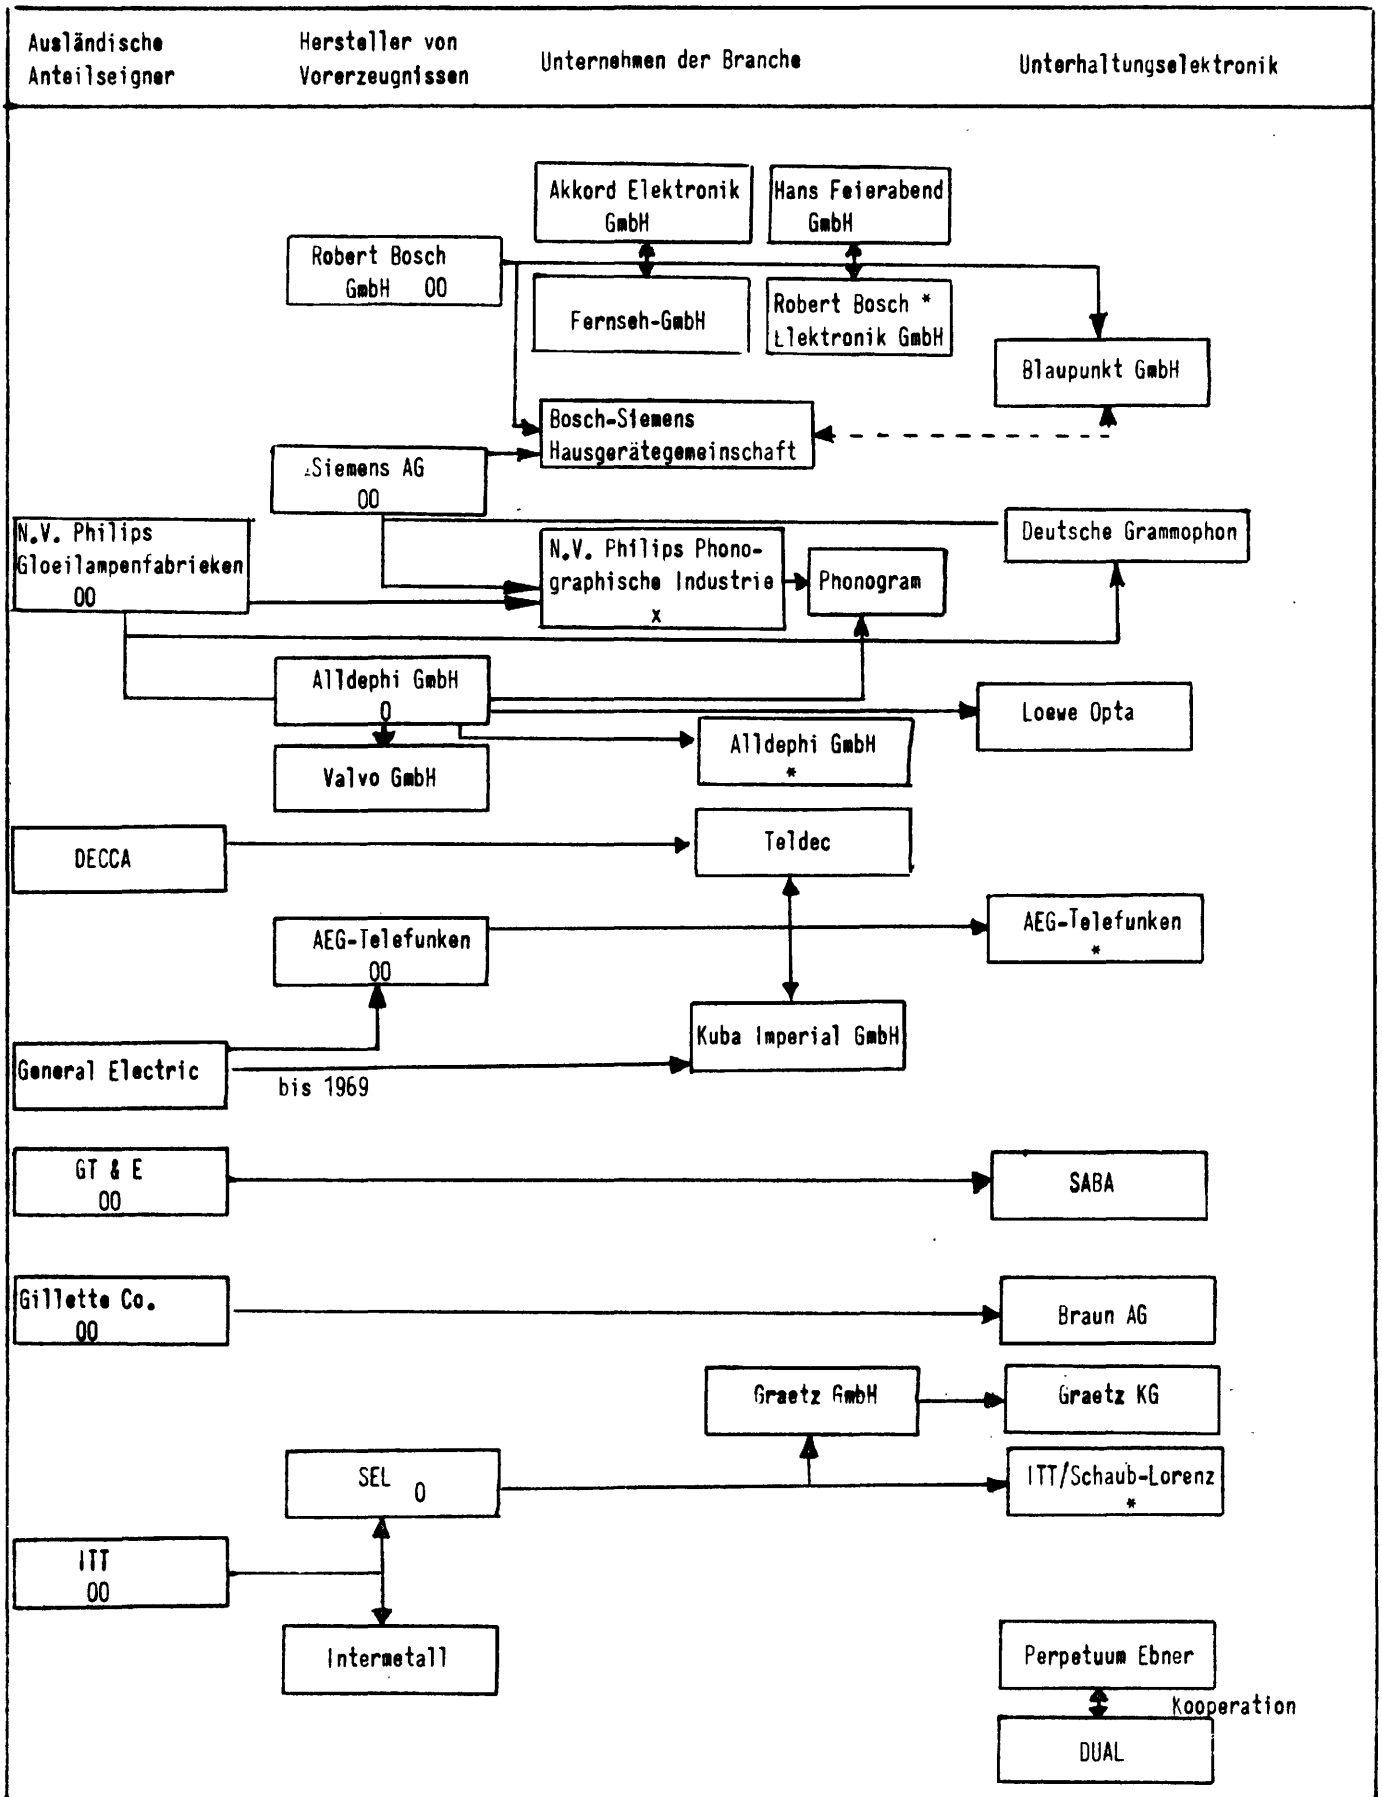 Ausländische
Anteilseigner
Hersteller von
Vorerzeugnissen
Unternehmen der Branche
Unterhaltungselektronik
Akkord Elektronik
GmbH
Hans Feierabend
GmbH
Robert Bosch
GmbH 00
Fernseh-GmbH
Robert Bosch *
Elektronik GmbH
Blaupunkt GmbH
Bosch-Siemens
Hausgerätegemeinschaft
Siemens AG
00
N.V. Philips
Gloeilampenfabrieken
00
N.V. Philips Phono-
graphische Industrie
x
Phonogram
Deutsche Grammophon
Alldephi GmbH
0
Loewe Opta
Alldephi GmbH
*
Valvo GmbH
DECCA
Teldec
AEG-Telefunken
00
AEG-Telefunken
*
Kuba Imperial GmbH
General Electric
bis 1969
GT & E
00
SABA
Gillette Co.
00
Braun AG
Graetz GmbH
Graetz KG
SEL 0
ITT/Schaub-Lorenz
*
ITT
00
Intermetall
Perpetuum Ebner
Kooperation
DUAL